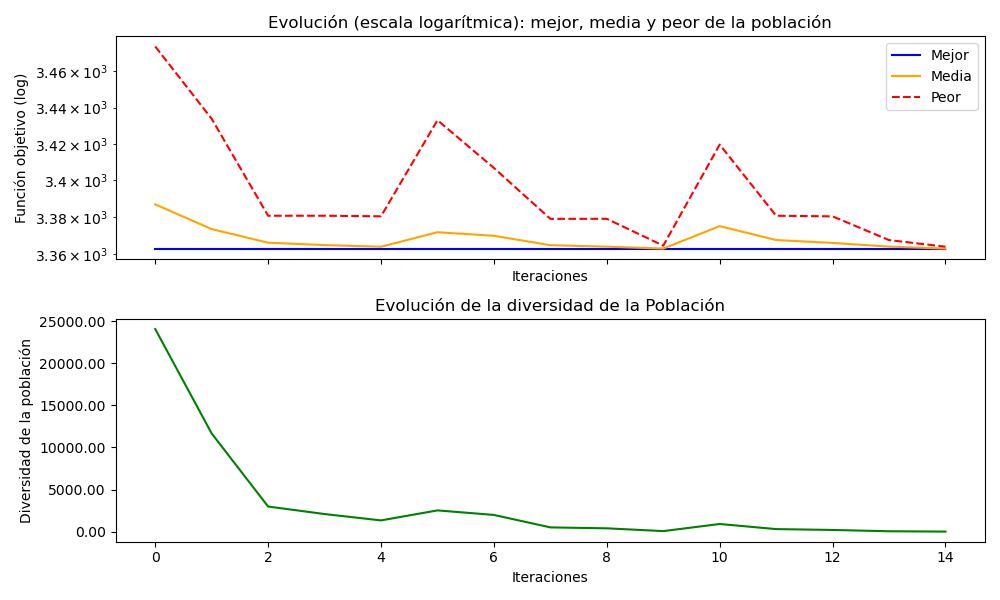 Evolución (escala logarítmica): mejor, media y peor de la población
Función objetivo (log)
3.46 × 10³
3.44 × 10³
3.42 × 10³
3.4 × 10³
3.38 × 10³
3.36 × 10³
Mejor
Media
Peor
Iteraciones
Evolución de la diversidad de la Población
Diversidad de la población
25000.00
20000.00
15000.00
10000.00
5000.00
0.00
0 2 4 6 8 10 12 14
Iteraciones